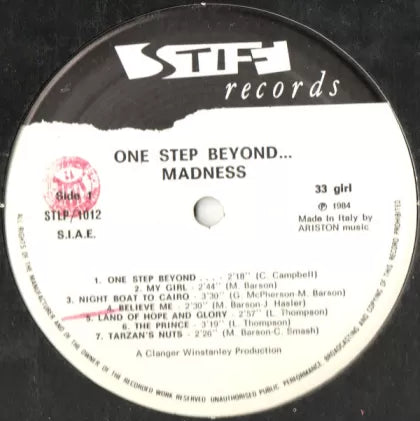 STIFF
records
ONE STEP BEYOND...
MADNESS
Side 1
STLP 1012
S.I.A.E.
33 giri
℗ 1984
Made in Italy by
ARISTON music
1. ONE STEP BEYOND . . . - 2'18" (C. Campbell)
2. MY GIRL - 2'44" (M. Barson)
3. NIGHT BOAT TO CAIRO - 3'30" (G. McPherson-M. Barson)
4. BELIEVE ME - 2'30" (M. Barson-J Hasler)
5. LAND OF HOPE AND GLORY - 2'57" (L. Thompson)
6. THE PRINCE - 3'19" (L. Thompson)
7. TARZAN'S NUTS - 2'26" (M. Barson-C. Smash)
A Clanger Winstanley Production
ALL RIGHTS OF THE MANUFACTURER AND OF THE OWNER OF THE RECORDED WORK RESERVED UNAUTHORISED PUBLIC PERFORMANCE, BROADCASTING AND COPYING OF THIS RECORD PROHIBITED